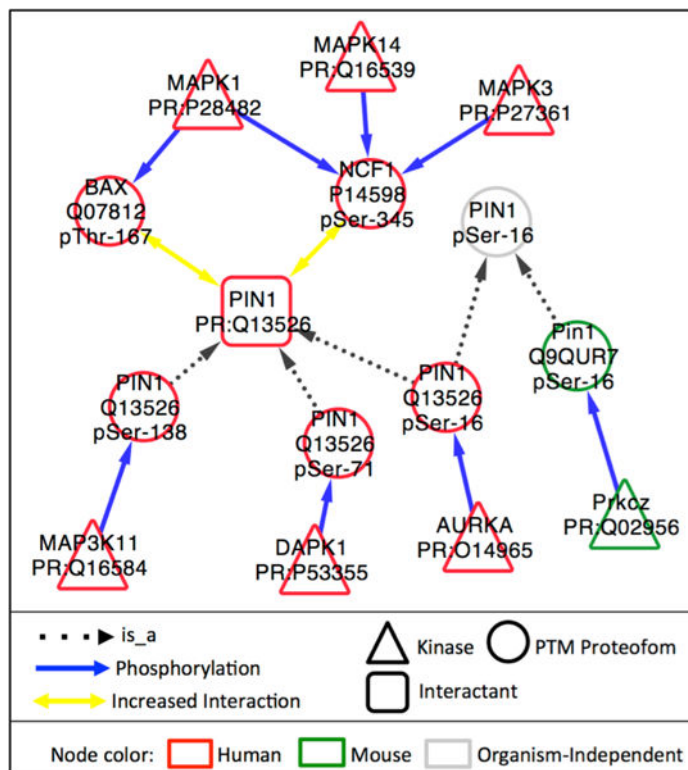 MAPK1
PR:P28482
MAPK14
PR:Q16539
MAPK3
PR:P27361
BAX
Q07812
pThr-167
NCF1
P14598
pSer-345
PIN1
pSer-16
PIN1
PR:Q13526
Pin1
Q9QUR7
pSer-16
PIN1
Q13526
pSer-138
PIN1
Q13526
pSer-71
PIN1
Q13526
pSer-16
MAP3K11
PR:Q16584
DAPK1
PR:P53355
AURKA
PR:O14965
Prkcz
PR:Q02956
is_a
Phosphorylation
Increased Interaction
Kinase
PTM Proteofom
Interactant
Node color:
Human
Mouse
Organism-Independent